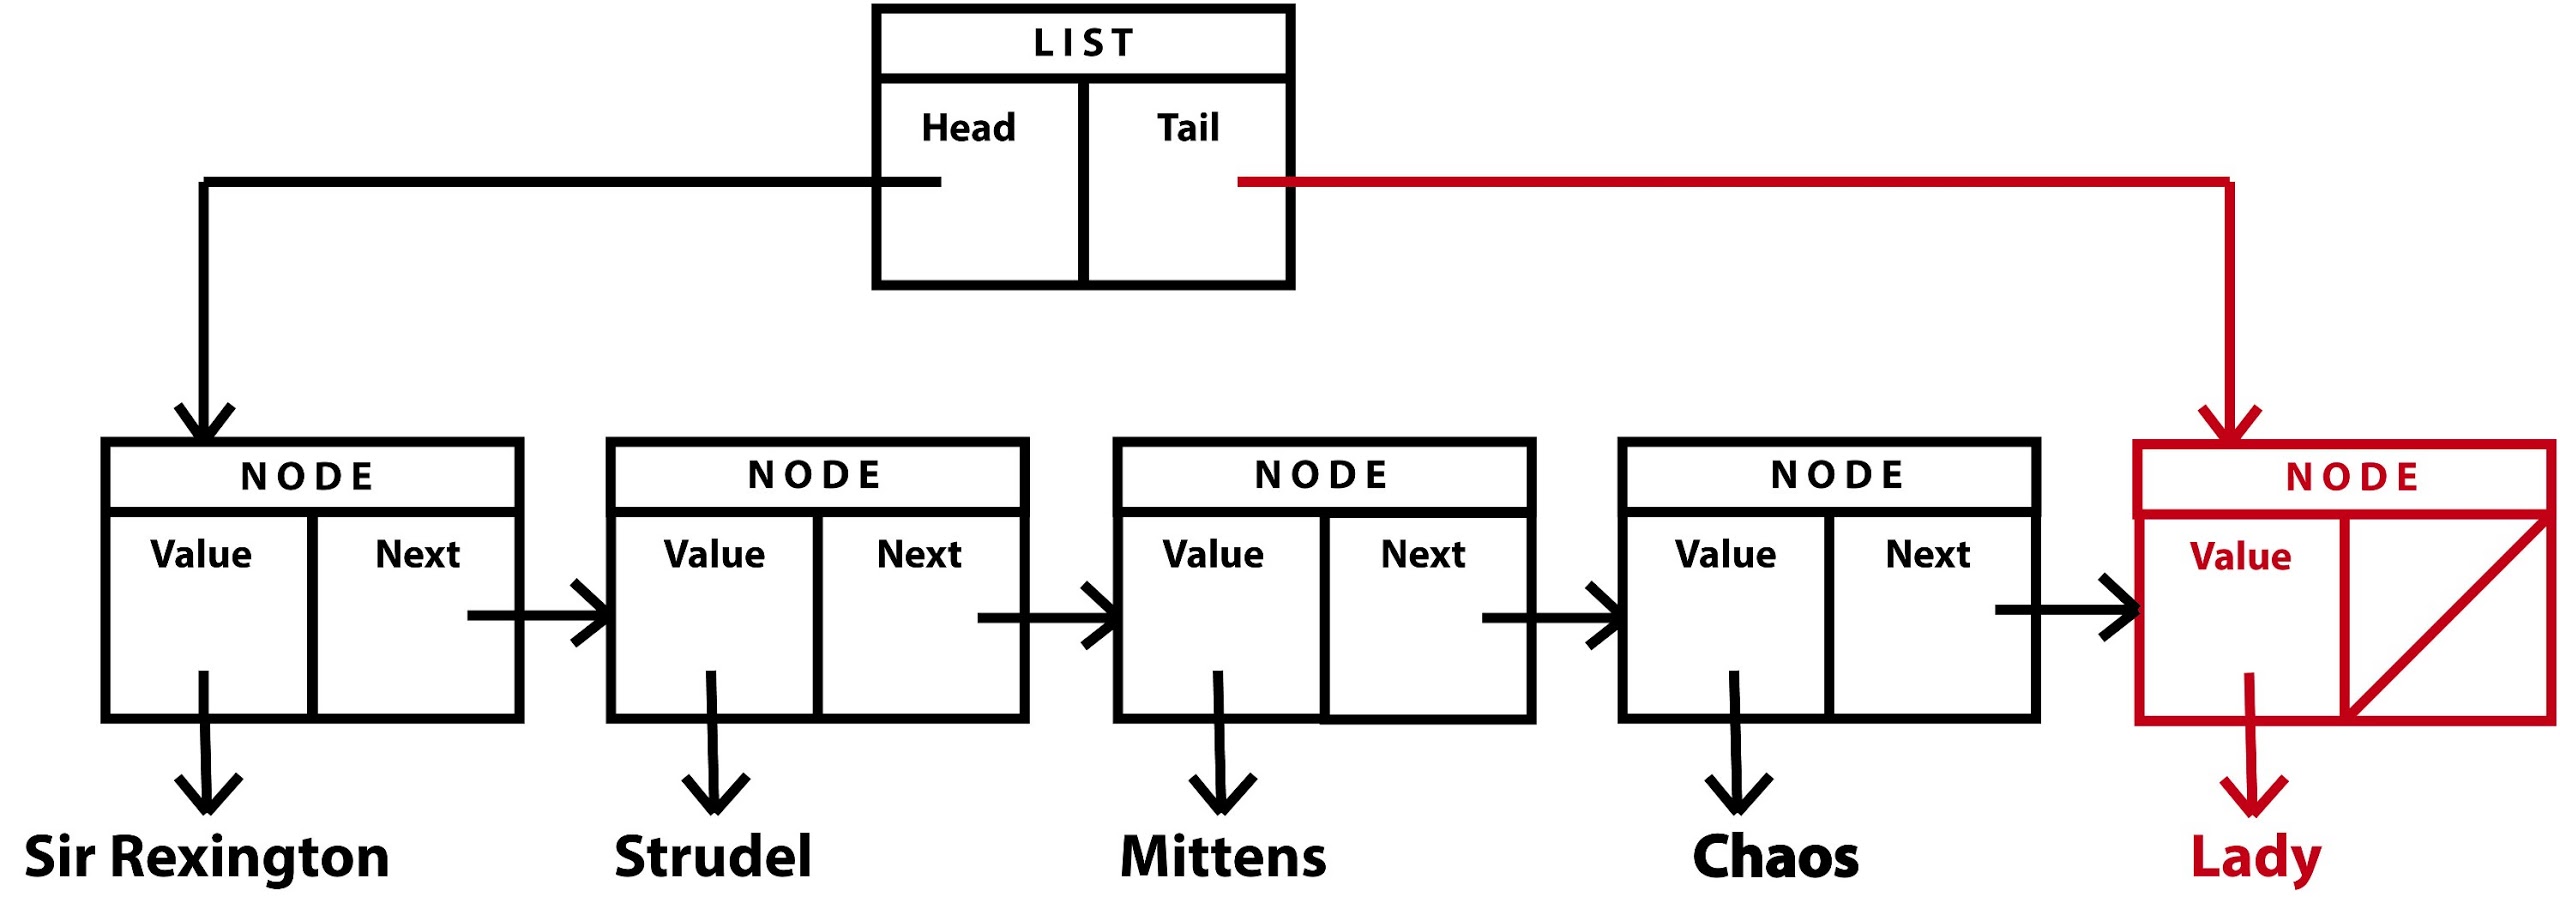 LIST
Head Tail
NODE NODE NODE NODE NODE
Value Next Value Next Value Next Value Next Value
Sir Rexington Strudel Mittens Chaos Lady